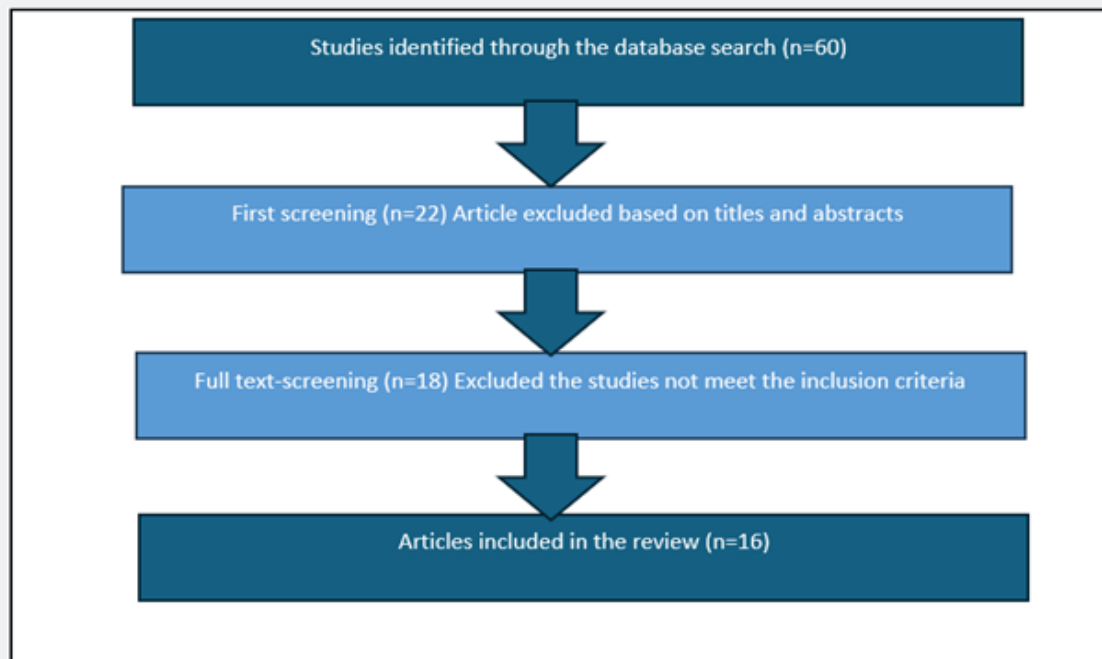 Studies identified through the database search (n=60)
First screening (n=22) Article excluded based on titles and abstracts
Full text-screening (n=18) Excluded the studies not meet the inclusion criteria
Articles included in the review (n=16)